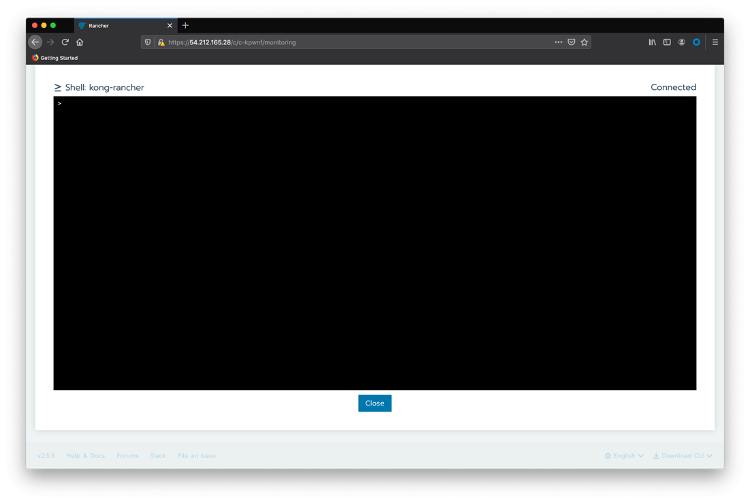 Rancher
https://54.212.165.28/c/c-kpwnf/monitoring
Getting Started
Shell: kong-rancher
Connected
>
Close
v2.5.5 Help & Docs Forums Slack File an Issue
English Download CLI